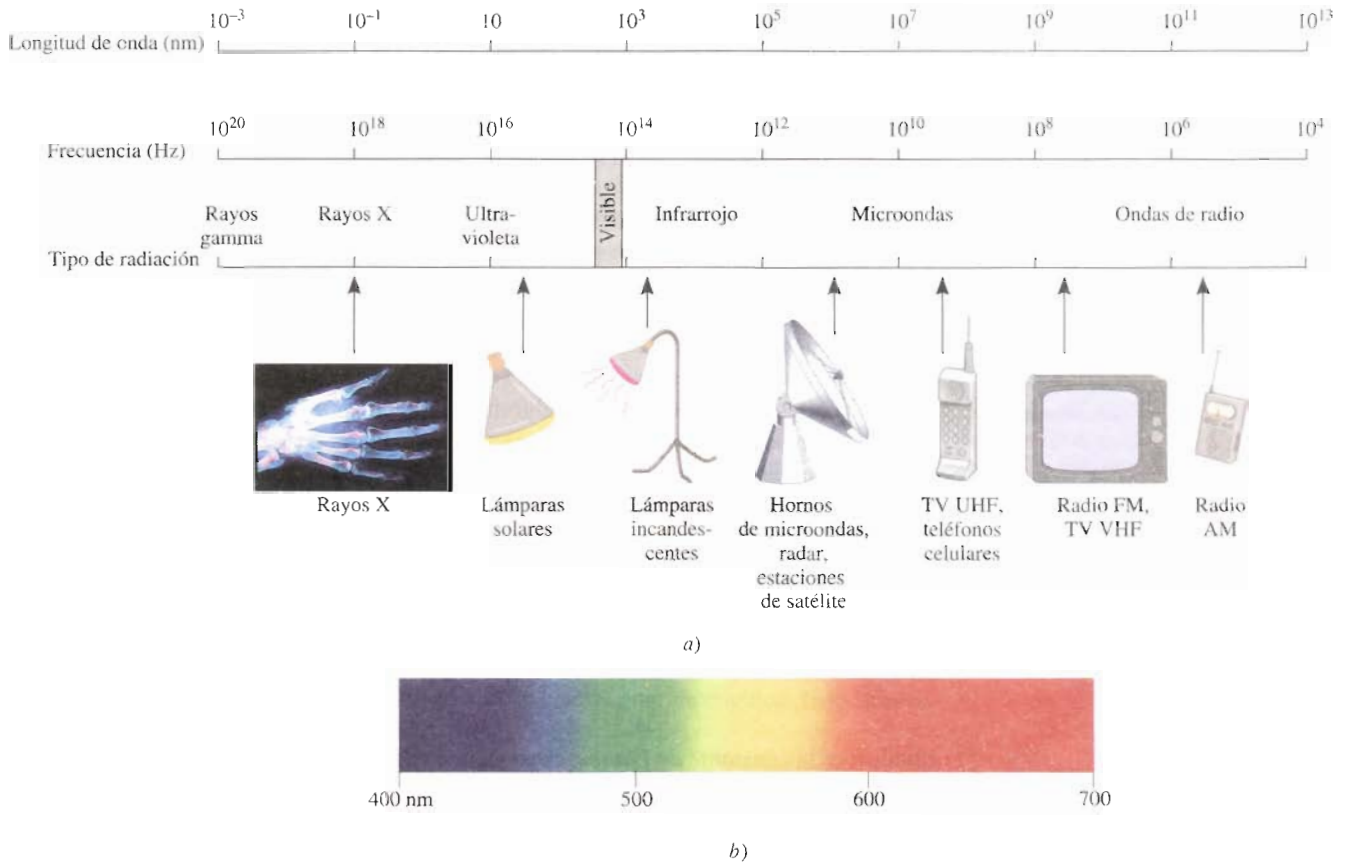 10⁻³ 10⁻¹ 10 10³ 10⁵ 10⁷ 10⁹ 10¹¹ 10¹³
Longitud de onda (nm)
10²⁰ 10¹⁸ 10¹⁶ 10¹⁴ 10¹² 10¹⁰ 10⁸ 10⁶ 10⁴
Frecuencia (Hz)
Rayos
gamma
Rayos X
Ultra-
violeta
Visible
Infrarrojo
Microondas
Ondas de radio
Tipo de radiación
Rayos X
Lámparas
solares
Lámparas
incandes-
centes
Hornos
de microondas,
radar,
estaciones
de satélite
TV UHF,
teléfonos
celulares
Radio FM,
TV VHF
Radio
AM
a)
400 nm 500 600 700
b)